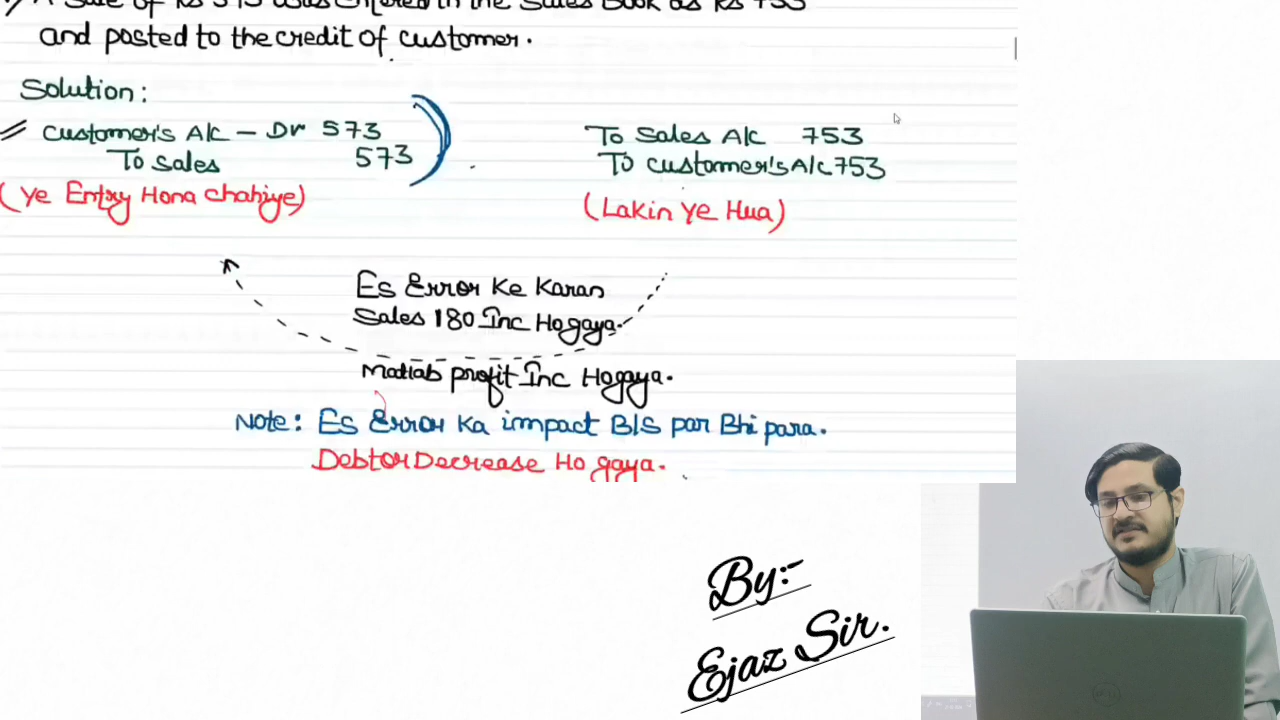 and posted to the credit of customer.
Solution:
Customer's A/c - Dr 573
To Sales 573
(Ye Entry Hona Chahiye)
To Sales A/c 753
To customer's A/c 753
(Lakin Ye Hua)
Es Error Ke Karan
Sales 180 Inc Hogaya.
Matlab profit Inc Hogaya.
Note: Es Error Ka impact B/S par Bhi para.
Debtor Decrease Ho gaya.
By:-
Ejaz Sir.